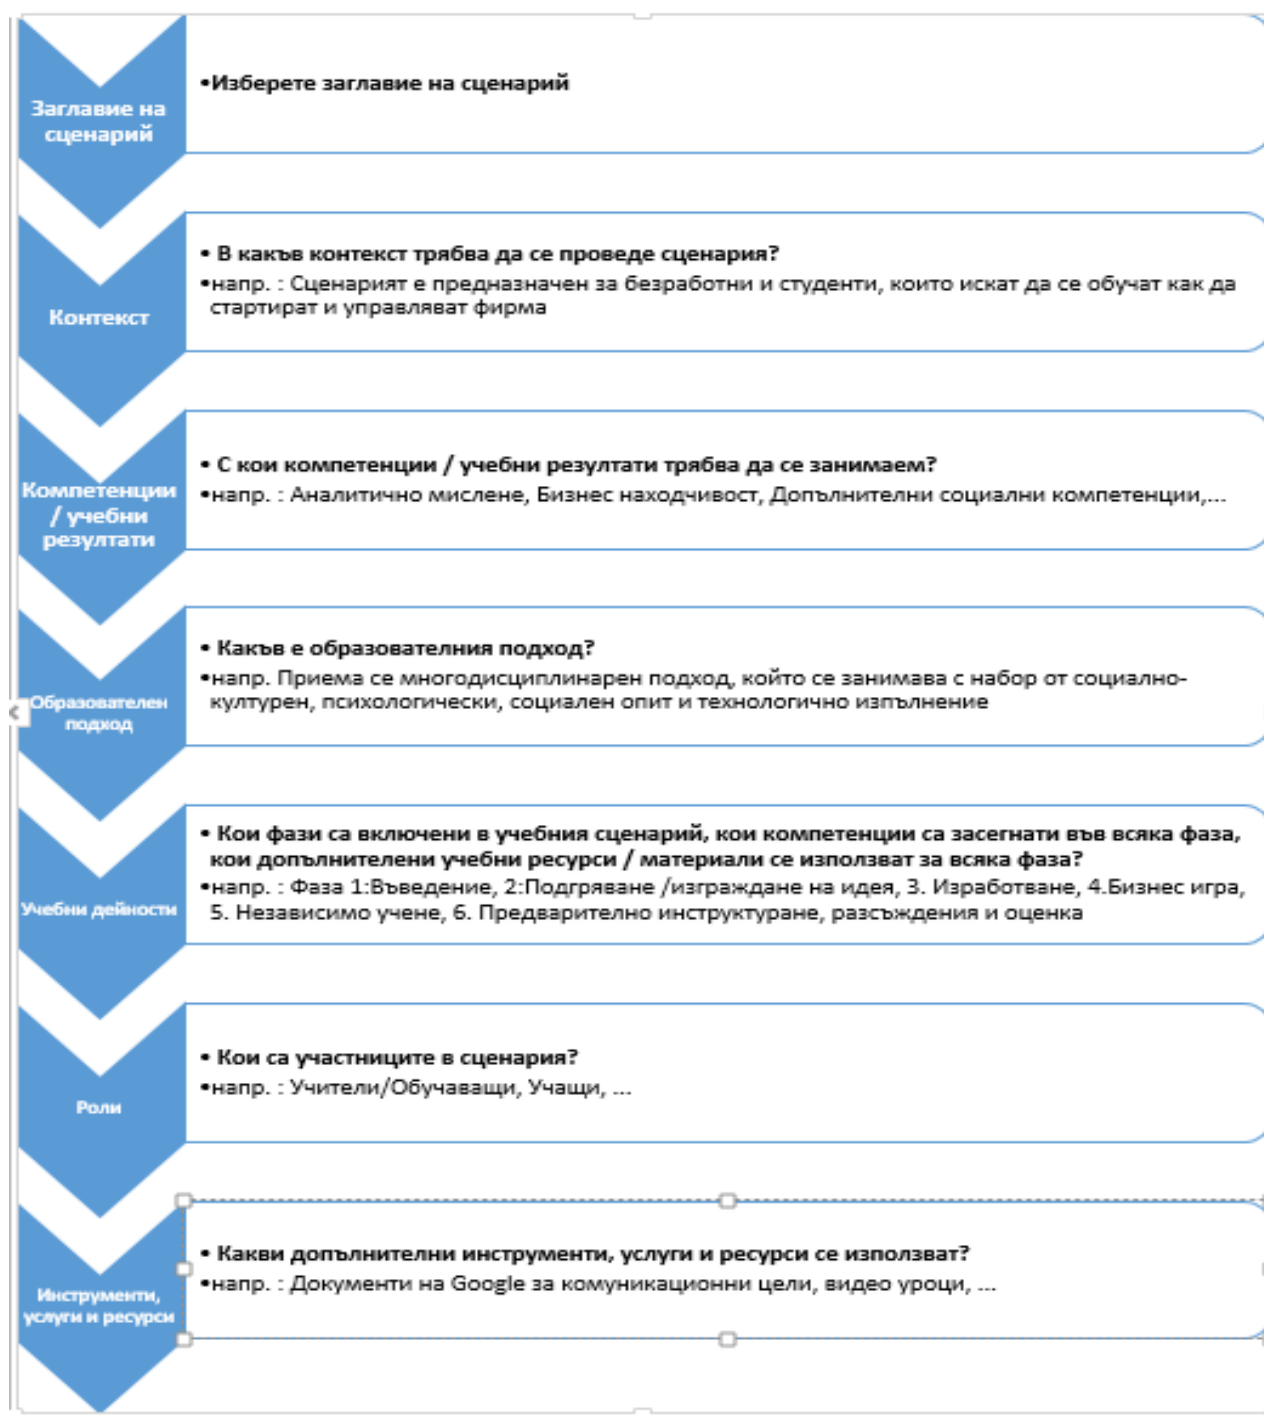 Заглавие на
сценарий
•Изберете заглавие на сценарий
Контекст
• В какъв контекст трябва да се проведе сценария?
•напр. : Сценарият е предназначен за безработни и студенти, които искат да се обучат как да
стартират и управляват фирма
Компетенции
/ учебни
резултати
• С кои компетенции / учебни резултати трябва да се занимаем?
•напр. : Аналитично мислене, Бизнес находчивост, Допълнителни социални компетенции,...
Образователен
подход
• Какъв е образователния подход?
•напр. Приема се многодисциплинарен подход, който се занимава с набор от социално-
културен, психологически, социален опит и технологично изпълнение
Учебни дейности
• Кои фази са включени в учебния сценарий, кои компетенции са засегнати във всяка фаза,
кои допълнителени учебни ресурси / материали се използват за всяка фаза?
•напр. : Фаза 1:Въведение, 2:Подгряване /изграждане на идея, 3. Изработване, 4.Бизнес игра,
5. Независимо учене, 6. Предварително инструктуране, разсъждения и оценка
Роли
• Кои са участниците в сценария?
•напр. : Учители/Обучаващи, Учащи, ...
Инструменти,
услуги и ресурси
• Какви допълнителни инструменти, услуги и ресурси се използват?
•напр. : Документи на Google за комуникационни цели, видео уроци, ...